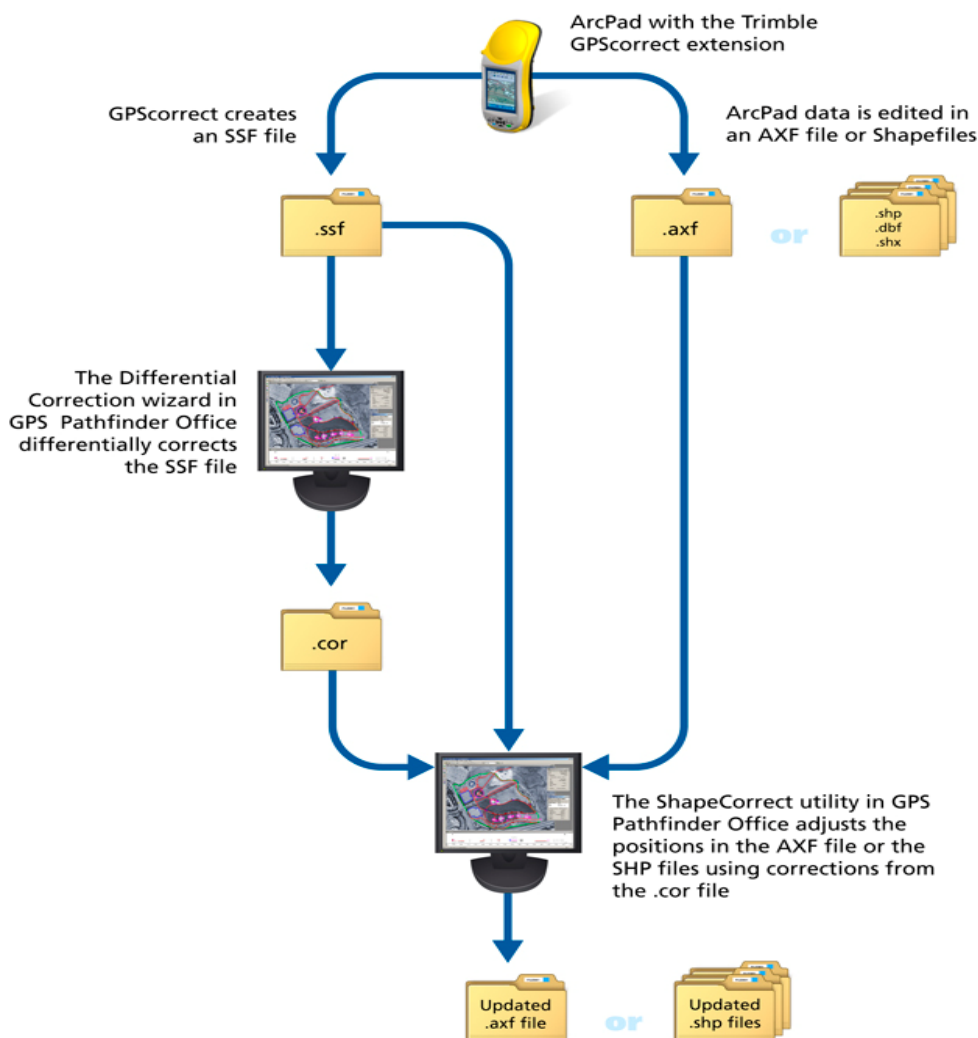 ArcPad with the Trimble
GPScorrect extension
GPScorrect creates
an SSF file
ArcPad data is edited in
an AXF file or Shapefiles
.ssf
.axf
or
.shp
.dbf
.shx
The Differential
Correction wizard in
GPS Pathfinder Office
differentially corrects
the SSF file
.cor
The ShapeCorrect utility in GPS
Pathfinder Office adjusts the
positions in the AXF file or the
SHP files using corrections from
the .cor file
Updated
.axf file
or
Updated
.shp files